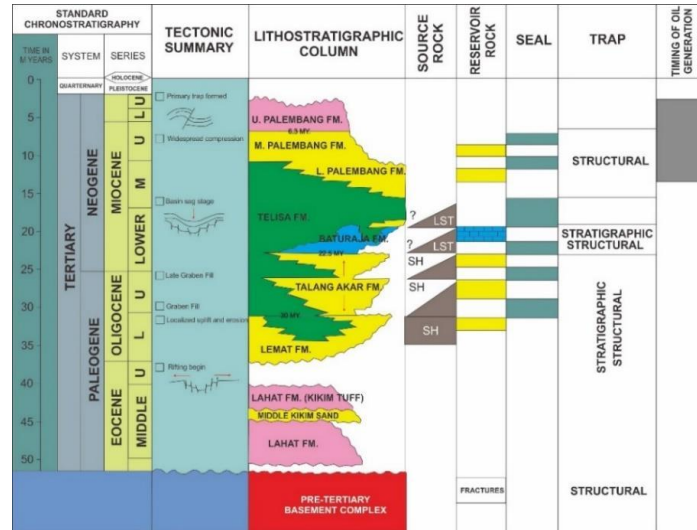 STANDARD
CHRONOSTRATIGRAPHY
TIME IN
M YEARS
SYSTEM
SERIES
TECTONIC
SUMMARY
LITHOSTRATIGRAPHIC
COLUMN
SOURCE
ROCK
RESERVOIR
ROCK
SEAL
TRAP
TIMING OF OIL
GENERATION
0
5
10
15
20
25
30
35
40
45
50
QUARTERNARY
HOLOCENE
PLEISTOCENE
TERTIARY
NEOGENE
PALEOGENE
MIOCENE
OLIGOCENE
EOCENE
U
L
U
M
LOWER
U
L
U
MIDDLE
Primary trap formed
Widespread compression
Basin sag stage
Late Graben Fill
Graben Fill
Localized uplift and erosion
Rifting begin
U. PALEMBANG FM.
6.3 MY.
M. PALEMBANG FM.
L. PALEMBANG FM.
TELISA FM.
BATURAJA FM.
22.5 MY.
TALANG AKAR FM.
30 MY.
LEMAT FM.
LAHAT FM. (KIKIM TUFF)
MIDDLE KIKIM SAND
LAHAT FM.
PRE-TERTIARY
BASEMENT COMPLEX
?
LST
?
LST
SH
SH
SH
FRACTURES
STRUCTURAL
STRATIGRAPHIC
STRUCTURAL
STRATIGRAPHIC
STRUCTURAL
STRUCTURAL